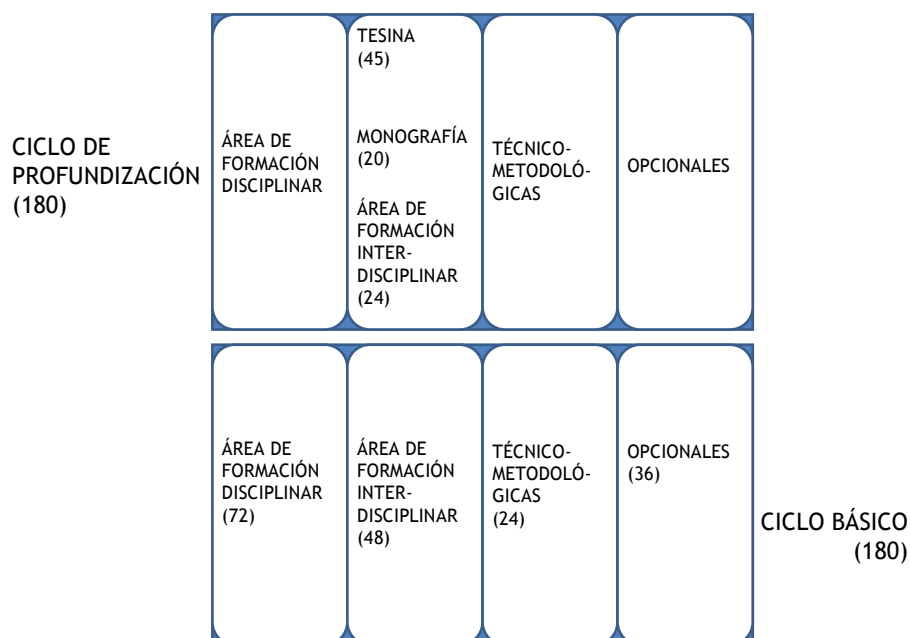 CICLO DE
PROFUNDIZACIÓN
(180)
ÁREA DE
FORMACIÓN
DISCIPLINAR
TESINA
(45)
MONOGRAFÍA
(20)
ÁREA DE
FORMACIÓN
INTER-
DISCIPLINAR
(24)
TÉCNICO-
METODOLÓ-
GICAS
OPCIONALES
ÁREA DE
FORMACIÓN
DISCIPLINAR
(72)
ÁREA DE
FORMACIÓN
INTER-
DISCIPLINAR
(48)
TÉCNICO-
METODOLÓ-
GICAS
(24)
OPCIONALES
(36)
CICLO BÁSICO
(180)